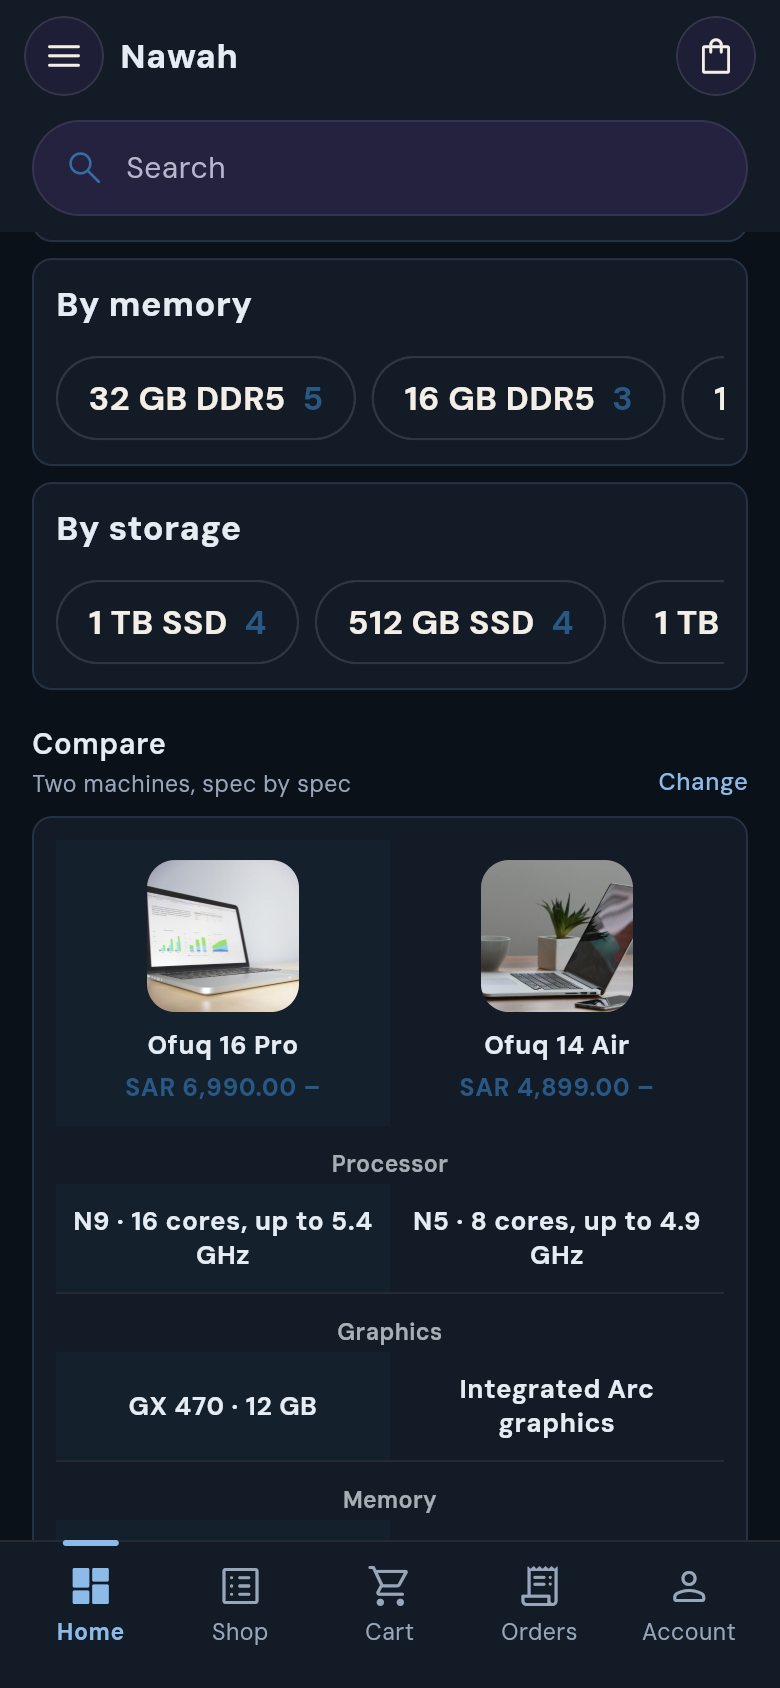 Nawah
Search
By memory
32 GB DDR5 5
16 GB DDR5 3
1
By storage
1 TB SSD 4
512 GB SSD 4
1 TB
Compare
Two machines, spec by spec
Change
Ofuq 16 Pro
Ofuq 14 Air
SAR 6,990.00 –
SAR 4,899.00 –
Processor
N9 · 16 cores, up to 5.4
GHz
N5 · 8 cores, up to 4.9
GHz
Graphics
GX 470 · 12 GB
Integrated Arc
graphics
Memory
Home
Shop
Cart
Orders
Account